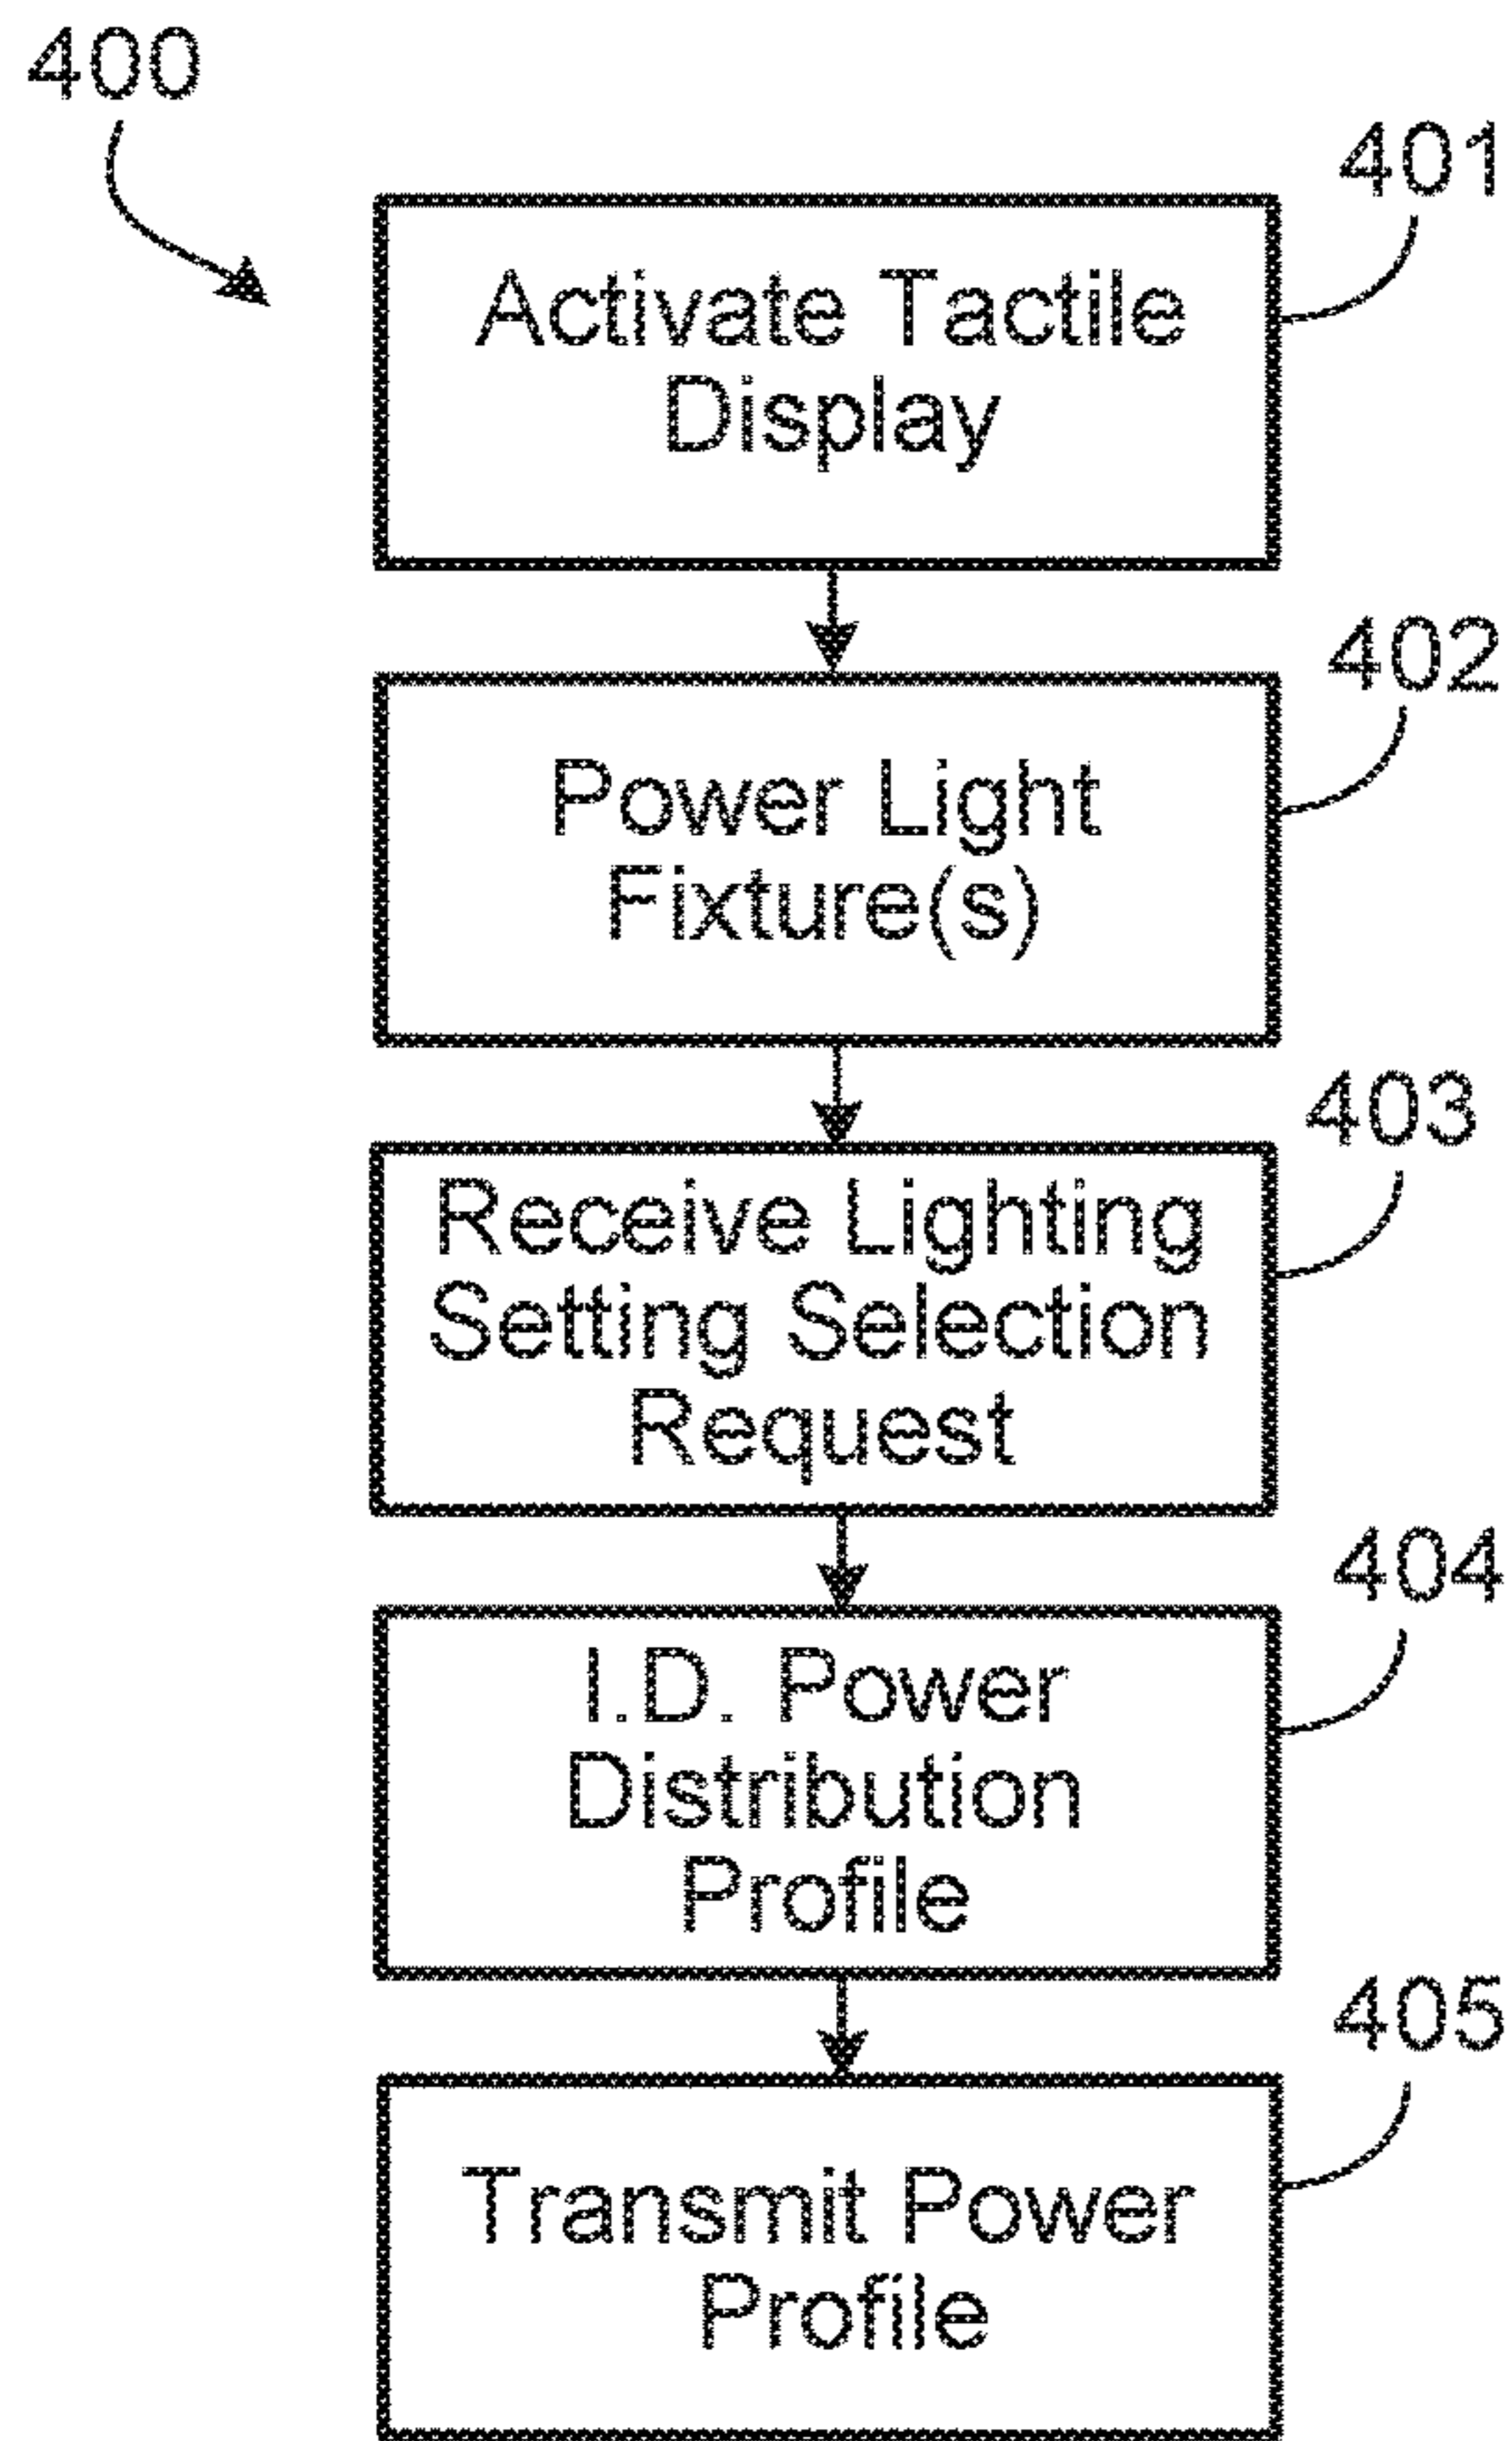 400
401
Activate Tactile
Display
402
Power Light
Fixture(s)
403
Receive Lighting
Setting Selection
Request
404
I.D. Power
Distribution
Profile
405
Transmit Power
Profile